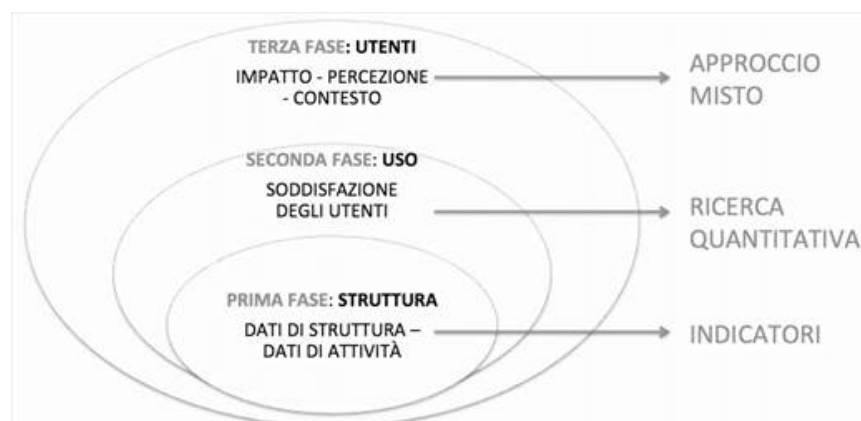 TERZA FASE: UTENTI
IMPATTO - PERCEZIONE
- CONTESTO
APPROCCIO
MISTO
SECONDA FASE: USO
SODDISFAZIONE
DEGLI UTENTI
RICERCA
QUANTITATIVA
PRIMA FASE: STRUTTURA
DATI DI STRUTTURA –
DATI DI ATTIVITÀ
INDICATORI